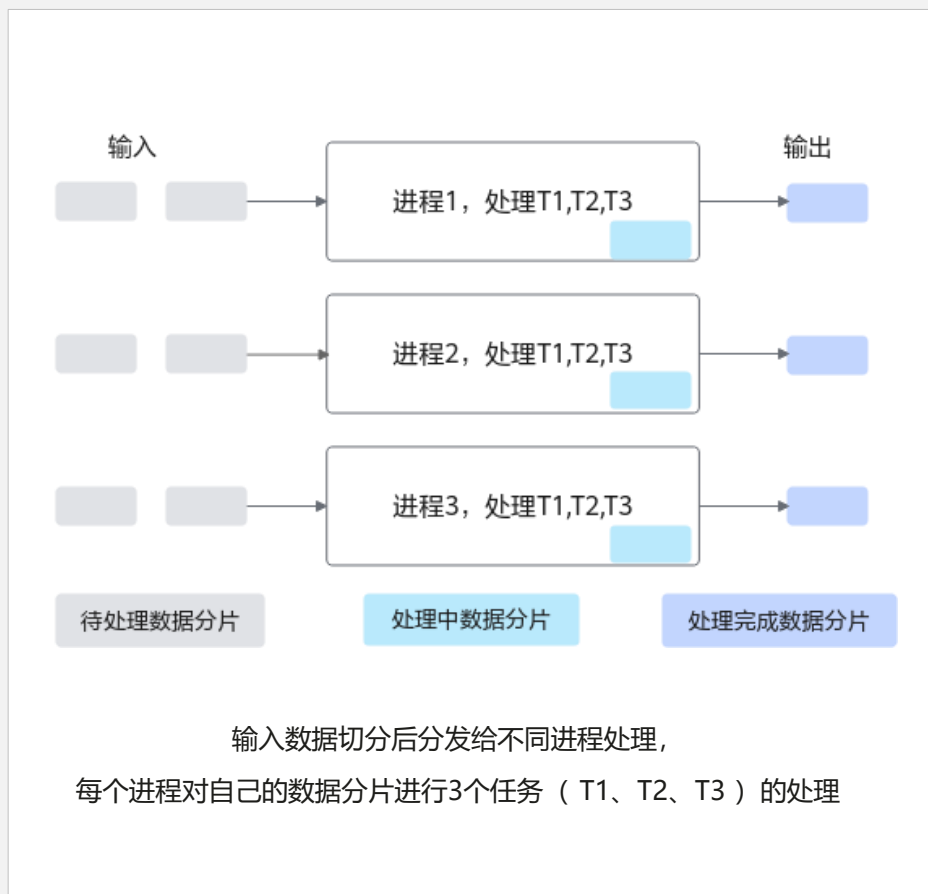 输入
输出
进程1，处理T1,T2,T3
进程2，处理T1,T2,T3
进程3，处理T1,T2,T3
待处理数据分片
处理中数据分片
处理完成数据分片
输入数据切分后分发给不同进程处理，
每个进程对自己的数据分片进行3个任务（ T1、T2、T3 ）的处理